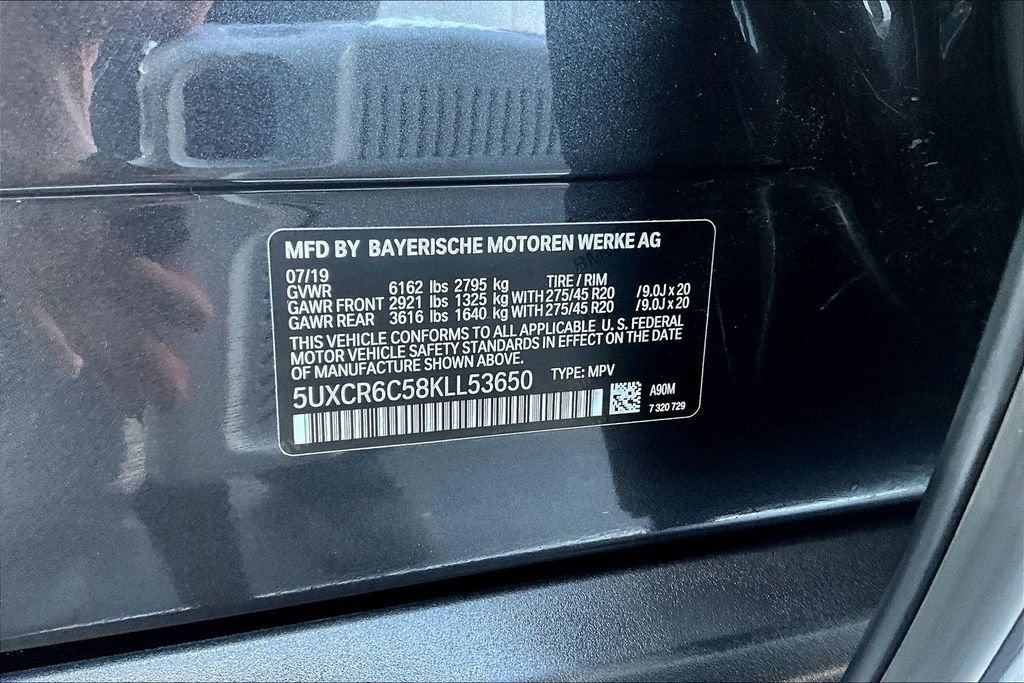 MFD BY BAYERISCHE MOTOREN WERKE AG
07/19
GVWR 6162 lbs 2795 kg TIRE / RIM
GAWR FRONT 2921 lbs 1325 kg WITH 275/45 R20 /9.0J x 20
GAWR REAR 3616 lbs 1640 kg WITH 275/45 R20 /9.0J x 20
THIS VEHICLE CONFORMS TO ALL APPLICABLE U. S. FEDERAL
MOTOR VEHICLE SAFETY STANDARDS IN EFFECT ON THE DATE
OF MANUFACTURE SHOWN ABOVE.
5UXCR6C58KLL53650 TYPE: MPV
A90M
7 320 729